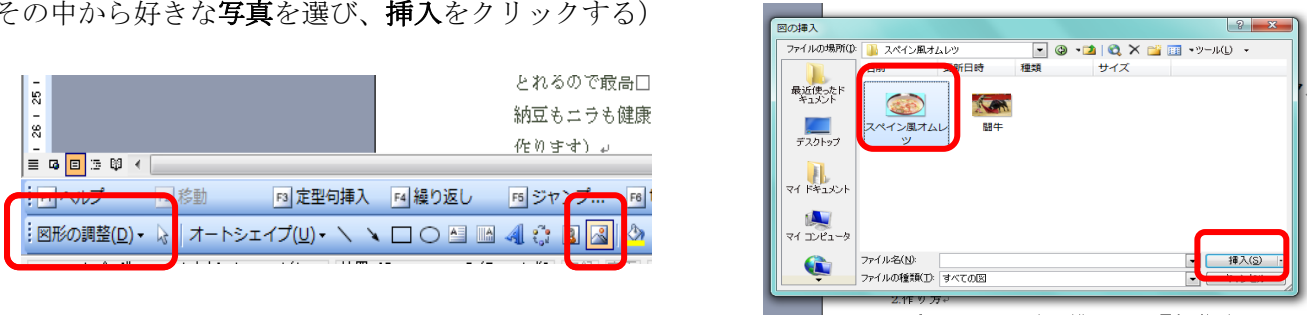 その中から好きな写真を選び、挿入をクリックする)
とれるので最高
25
納豆もニラも健康
26
作ります)
ヘルプ F2 移動 F3 定型句挿入 F4 繰り返し F5 ジャンプ... F6
図形の調整(D) オートシェイプ(U)
図の挿入
ファイルの場所(I): スペイン風オムレツ ツール(L)
名前 更新日時 種類 サイズ
最近使ったドキュメント
デスクトップ
マイ ドキュメント
マイ コンピュータ
スペイン風オムレツ
闘牛
ファイル名(N): 挿入(S)
ファイルの種類(T): すべての図
2.作り方